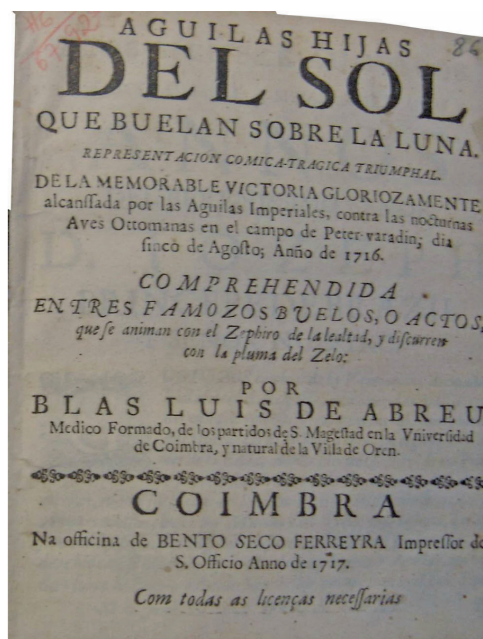 86
AGUILAS HIJAS
DEL SOL
QUE BUELAN SOBRE LA LUNA.
REPRESENTACION COMICA-TRAGICA TRIUMPHAL.
DE LA MEMORABLE VICTORIA GLORIOZAMENTE
alcanſſada por las Aguilas Imperiales, contra las nocturnas
Aves Ottomanas en el campo de Peter varadin; dia
ſinco de Agoſto; Anño de 1716.
COMPREHENDIDA
EN TRES FAMOZOS BUELOS, O ACTOS,
que ſe animan con el Zephiro de la lealtad, y diſcurren
con la pluma del Zelo:
POR
BLAS LUIS DE ABREU
Medico Formado, de los partidos de S. Mageſtad en la Vniverſidad
de Coimbra, y natural de la Villa de Oren.
COIMBRA
Na officina de BENTO SECO FERREYRA Impreſſor do
S. Officio Anno de 1717.
Com todas as licenças neceſſarias